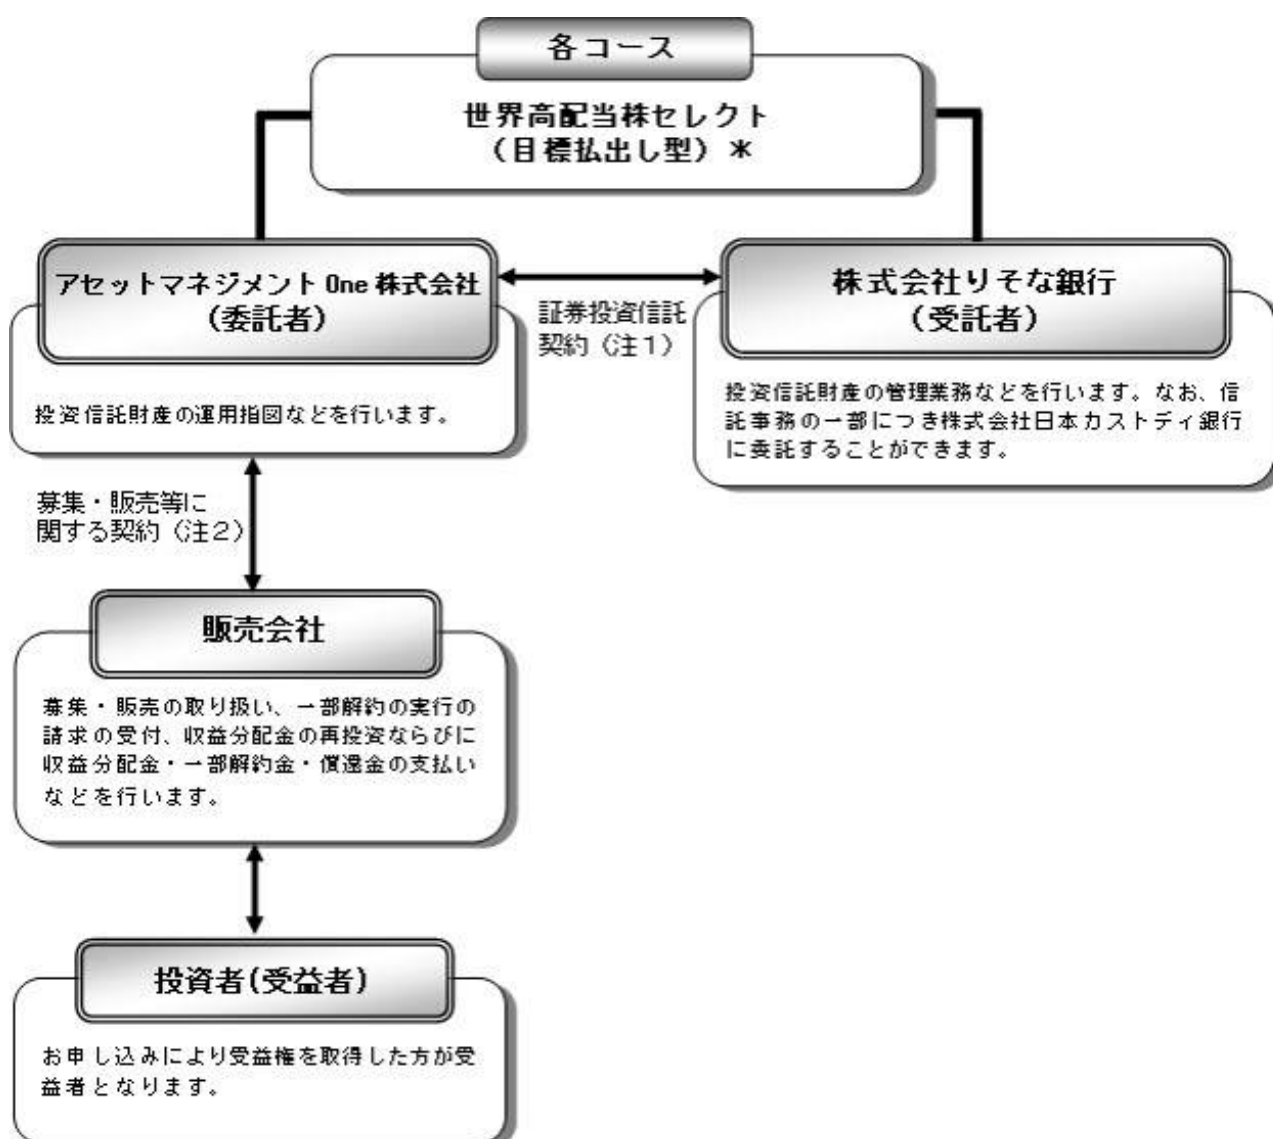 各コース
世界高配当株セレクト
（目標払出し型）＊
アセットマネジメント One 株式会社
（委託者）
投資信託財産の運用指図などを行います。
証券投資信託
契約（注１）
株式会社りそな銀行
（受託者）
投資信託財産の管理業務などを行います。なお、信
託事務の一部につき株式会社日本カストディ銀行
に委託することができます。
募集・販売等に
関する契約（注２）
販売会社
募集・販売の取り扱い、一部解約の実行の
請求の受付、収益分配金の再投資ならびに
収益分配金・一部解約金・償還金の支払い
などを行います。
投資者(受益者)
お申し込みにより受益権を取得した方が受
益者となります。